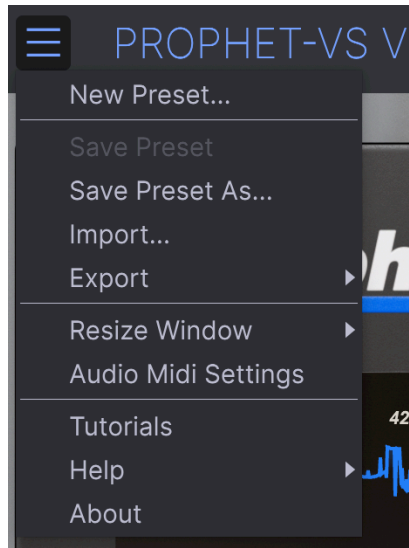 PROPHET-VS V
New Preset...
Save Preset
Save Preset As...
Import...
Export
Resize Window
Audio Midi Settings
Tutorials
Help
About
h
42